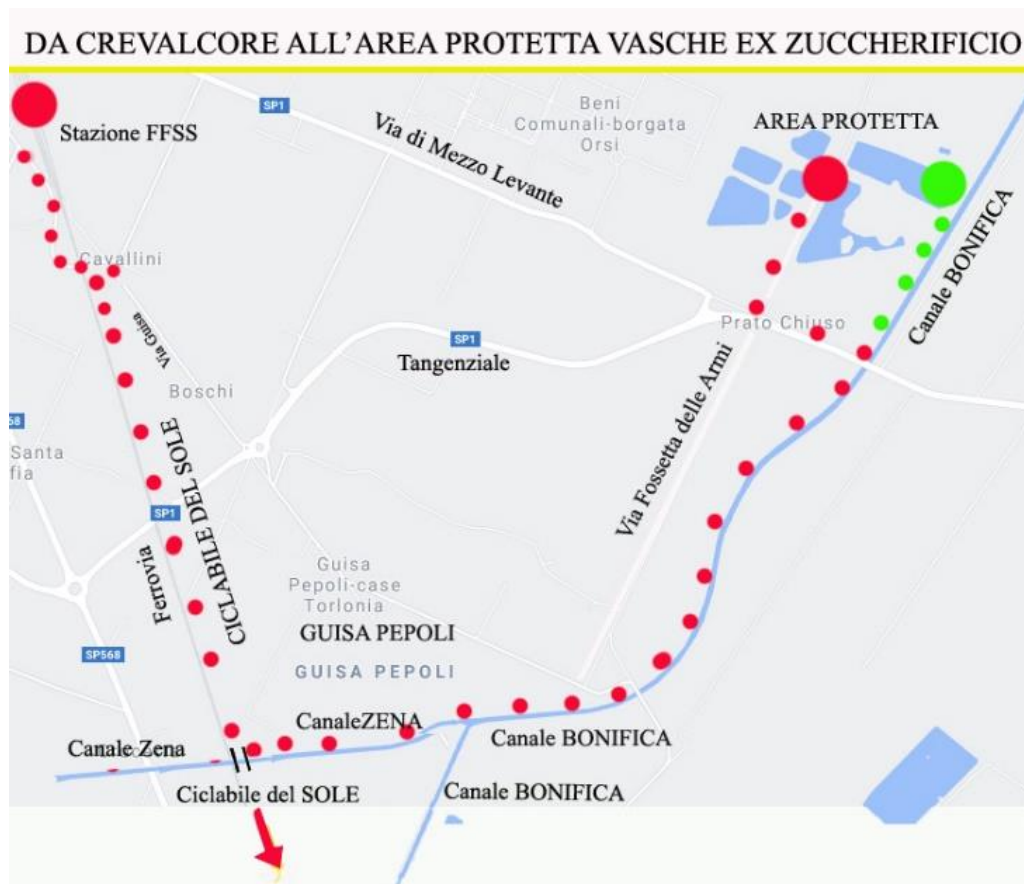 DA CREVALCORE ALL'AREA PROTETTA VASCHE EX ZUCCHERIFICIO
Stazione FFSS
SP1
Via di Mezzo Levante
Beni
Comunali-borgata
Orsi
AREA PROTETTA
Canale BONIFICA
Cavallini
Via Guisa
Boschi
SP1
Tangenziale
Prato Chiuso
Via Fossetta delle Armi
68
Santa
fia
SP1
CICLABILE DEL SOLE
Ferrovia
Guisa
Pepoli-case
Torlonia
GUISA PEPOLI
GUISA PEPOLI
SP568
CanaleZENA
Canale Zena
Canale BONIFICA
Ciclabile del SOLE
Canale BONIFICA